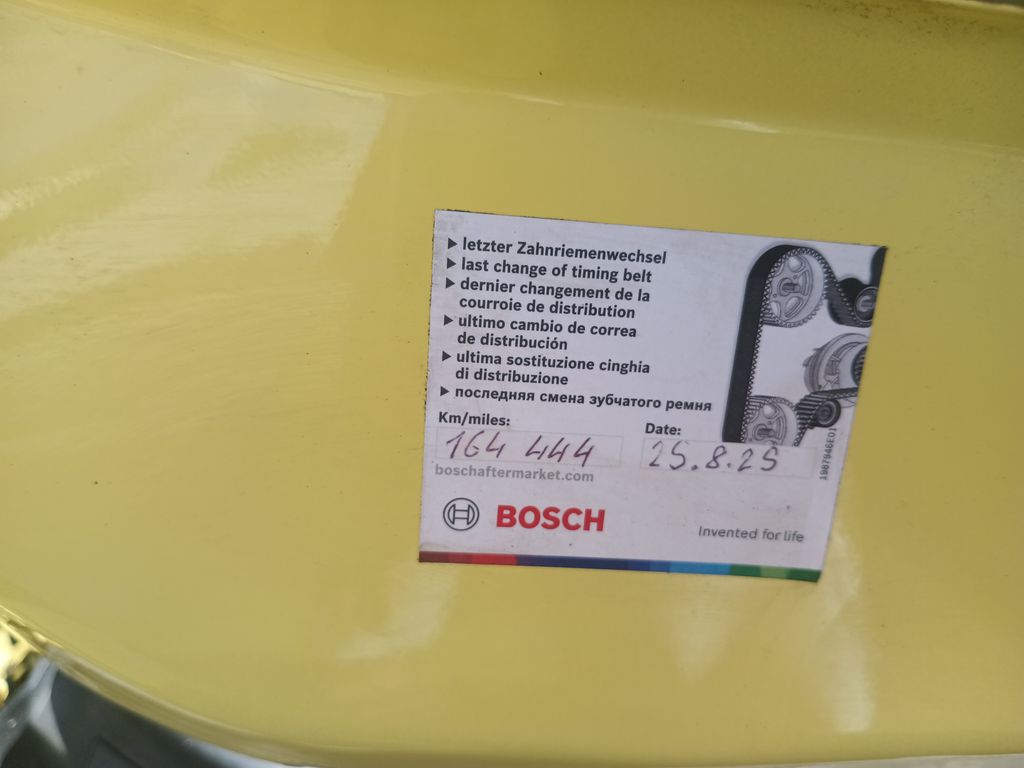 ▶ letzter Zahnriemenwechsel
▶ last change of timing belt
▶ dernier changement de la
courroie de distribution
▶ ultimo cambio de correa
de distribución
▶ ultima sostituzione cinghia
di distribuzione
▶ последняя смена зубчатого ремня
Km/miles:
164 444
Date:
25.8.25
boschaftermarket.com
BOSCH
Invented for life
1987946E01